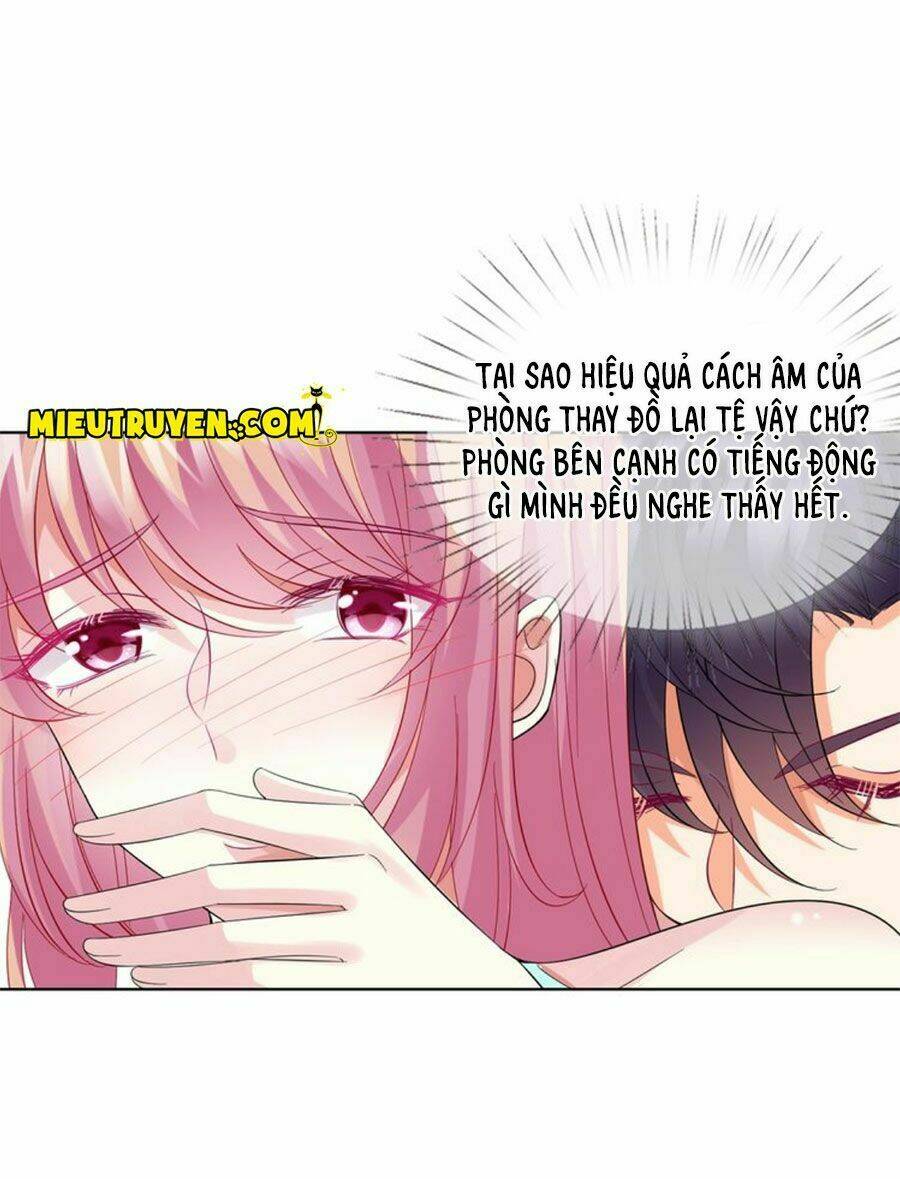 TẠI SAO HIỆU QUẢ CÁCH ÂM CỦA
PHÒNG THAY ĐỒ LẠI TỆ VẬY CHỨ?
PHÒNG BÊN CẠNH CÓ TIẾNG ĐỘNG
GÌ MÌNH ĐỀU NGHE THẤY HẾT.
MIEUTRUYEN.COM